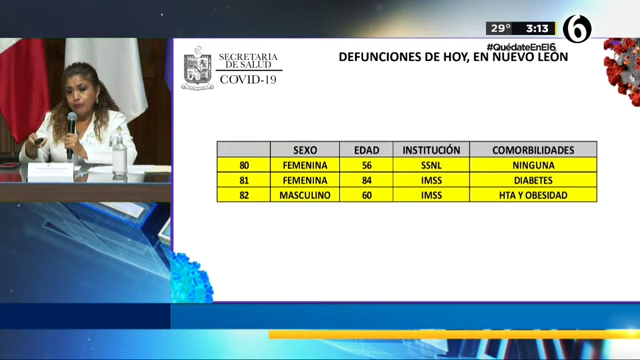 29° 3:13 6
#QuédateEnEl6
SECRETARIA
DE SALUD
COVID-19
DEFUNCIONES DE HOY, EN NUEVO LEÓN
SEXO EDAD INSTITUCIÓN COMORBILIDADES
80 FEMENINA 56 SSNL NINGUNA
81 FEMENINA 84 IMSS DIABETES
82 MASCULINO 60 IMSS HTA Y OBESIDAD